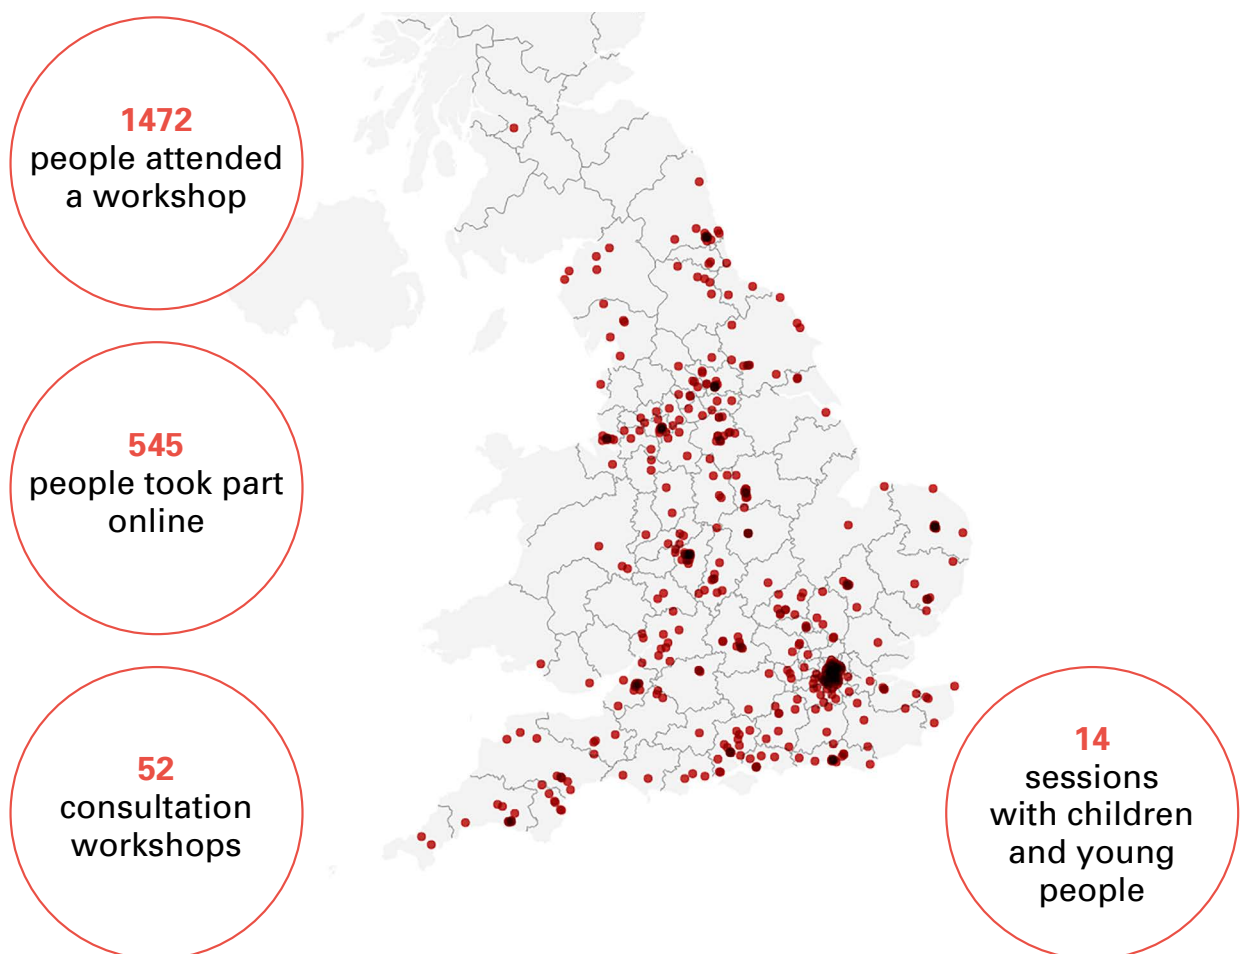 1472
people attended
a workshop
545
people took part
online
52
consultation
workshops
14
sessions
with children
and young
people